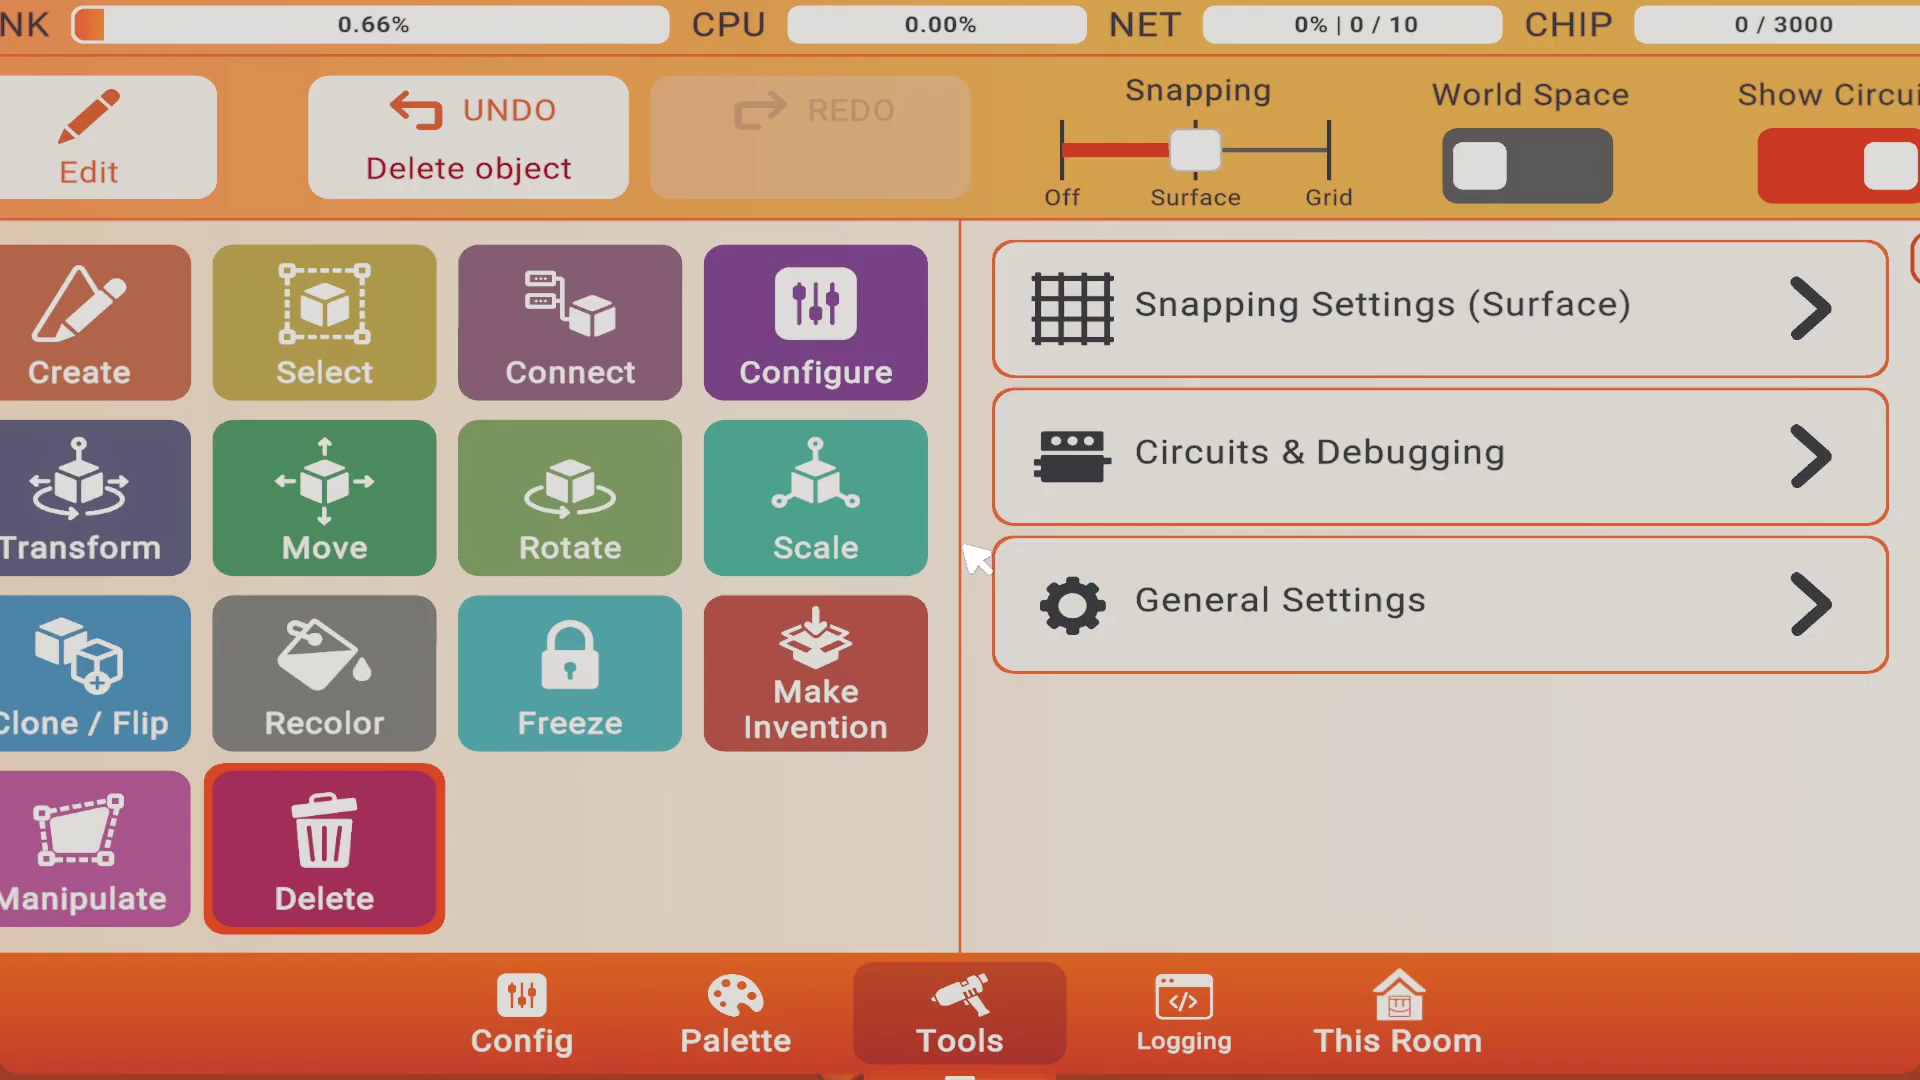 NK 0.66% CPU 0.00% NET 0% | 0 / 10 CHIP 0 / 3000
Edit
UNDO
Delete object
REDO
Snapping
Off Surface Grid
World Space
Show Circui
Create Select Connect Configure
Transform Move Rotate Scale
Clone / Flip Recolor Freeze Make
Invention
Manipulate Delete
Snapping Settings (Surface)
Circuits & Debugging
General Settings
Config Palette Tools Logging This Room